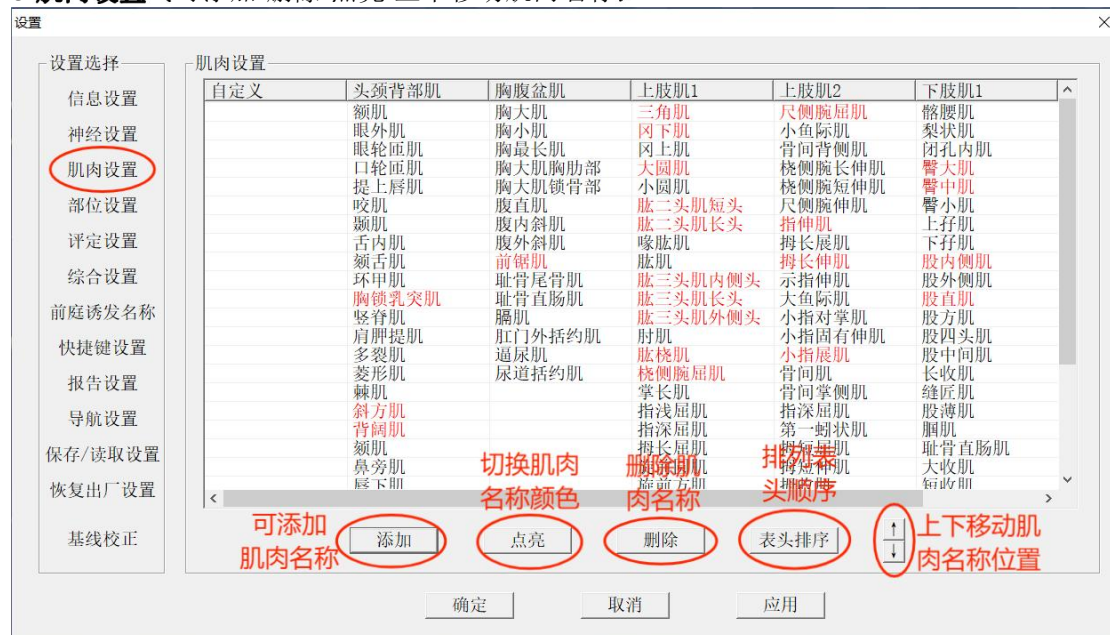 设置
设置选择
信息设置
神经设置
肌肉设置
部位设置
评定设置
综合设置
前庭诱发名称
快捷键设置
报告设置
导航设置
保存/读取设置
恢复出厂设置
基线校正
肌肉设置
自定义 头颈背部肌 胸腹盆肌 上肢肌1 上肢肌2 下肢肌1
额肌 胸大肌 三角肌 尺侧腕屈肌 髂腰肌
眼外肌 胸小肌 冈下肌 小鱼际肌 梨状肌
眼轮匝肌 胸最长肌 冈上肌 骨间背侧肌 闭孔内肌
口轮匝肌 胸大肌胸肋部 大圆肌 桡侧腕长伸肌 臀大肌
提上唇肌 胸大肌锁骨部 小圆肌 桡侧腕短伸肌 臀中肌
咬肌 腹直肌 肱二头肌短头 尺侧腕伸肌 臀小肌
颞肌 腹内斜肌 肱二头肌长头 指伸肌 上孖肌
舌内肌 腹外斜肌 喙肱肌 拇长展肌 下孖肌
颏舌肌 前锯肌 肱肌 拇长伸肌 股内侧肌
环甲肌 耻骨尾骨肌 肱三头肌内侧头 示指伸肌 股外侧肌
胸锁乳突肌 耻骨直肠肌 肱三头肌长头 大鱼际肌 股直肌
竖脊肌 膈肌 肱三头肌外侧头 小指对掌肌 股方肌
肩胛提肌 肛门外括约肌 肘肌 小指固有伸肌 股四头肌
多裂肌 逼尿肌 肱桡肌 小指展肌 股中间肌
菱形肌 尿道括约肌 桡侧腕屈肌 骨间肌 长收肌
棘肌 掌长肌 骨间掌侧肌 缝匠肌
斜方肌 指浅屈肌 指深屈肌 股薄肌
背阔肌 指深屈肌 第一蚓状肌 腘肌
颏肌 拇长屈肌 拇短屈肌 耻骨直肠肌
鼻旁肌 拇短伸肌 大收肌
唇下肌 旋前方肌 短收肌
切换肌肉
名称颜色
删除肌
肉名称
排列表
头顺序
可添加
肌肉名称
添加 点亮 删除 表头排序 ↑ ↓
上下移动肌
肉名称位置
确定 取消 应用